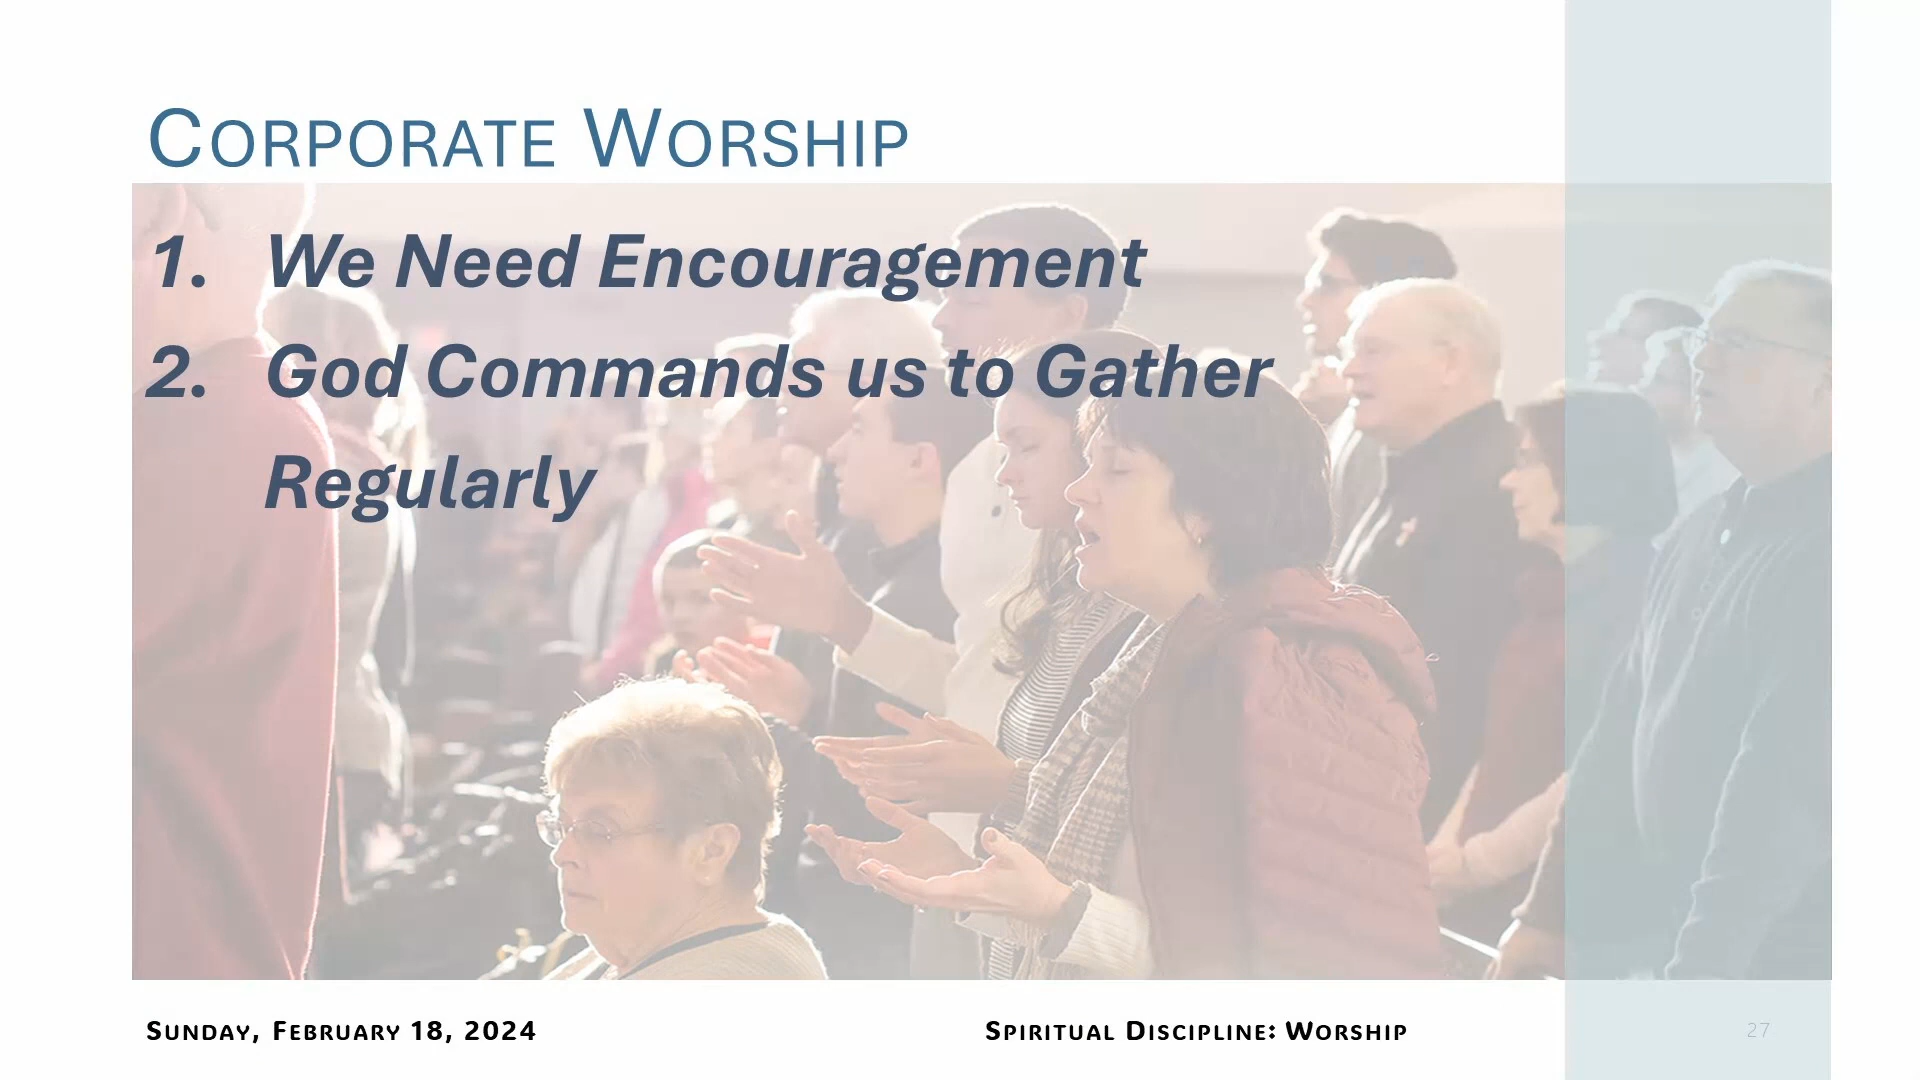 Corporate Worship
1. We Need Encouragement
2. God Commands us to Gather
Regularly
Sunday, February 18, 2024
Spiritual Discipline: Worship
27